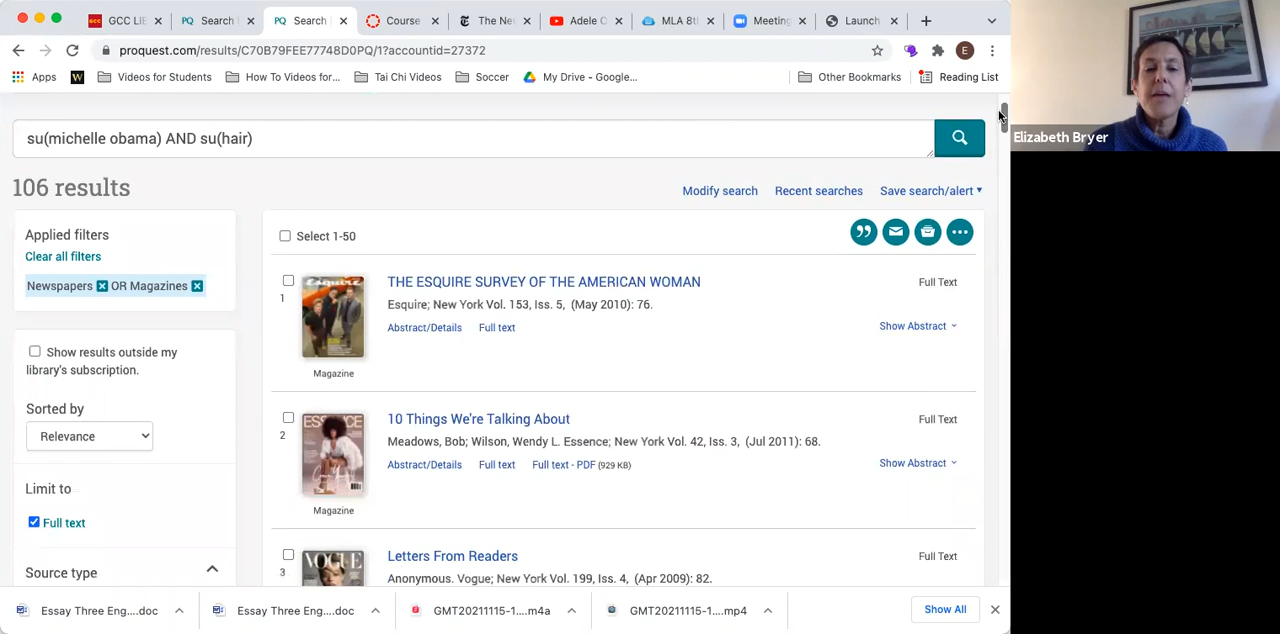 GCC LIE
Search
Search
Course
The Nev
Adele C
MLA 8t
Meeting
Launch
proquest.com/results/C70B79FEE77748D0PQ/1?accountid=27372
E
Apps
W
Videos for Students
How To Videos for...
Tai Chi Videos
Soccer
My Drive - Google...
Other Bookmarks
Reading List
su(michelle obama) AND su(hair)
106 results
Modify search
Recent searches
Save search/alert
Applied filters
Clear all filters
Newspapers OR Magazines
Show results outside my
library's subscription.
Sorted by
Relevance
Limit to
Full text
Source type
Select 1-50
1
THE ESQUIRE SURVEY OF THE AMERICAN WOMAN
Full Text
Esquire; New York Vol. 153, Iss. 5, (May 2010): 76.
Abstract/Details Full text
Show Abstract
Magazine
2
ESSENCE
10 Things We're Talking About
Full Text
Meadows, Bob; Wilson, Wendy L. Essence; New York Vol. 42, Iss. 3, (Jul 2011): 68.
Abstract/Details Full text Full text - PDF (929 KB)
Show Abstract
Magazine
3
VOGUE
Letters From Readers
Full Text
Anonymous. Vogue; New York Vol. 199, Iss. 4, (Apr 2009): 82.
Essay Three Eng....doc
Essay Three Eng....doc
GMT20211115-1....m4a
GMT20211115-1....mp4
Show All
Elizabeth Bryer